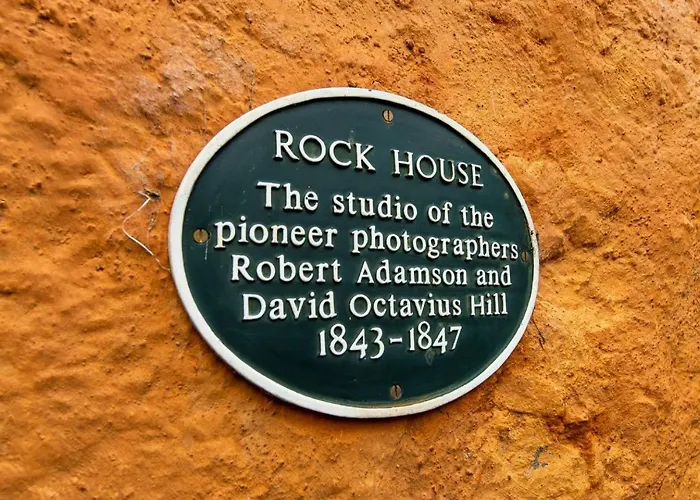 ROCK HOUSE
The studio of the
pioneer photographers
Robert Adamson and
David Octavius Hill
1843-1847